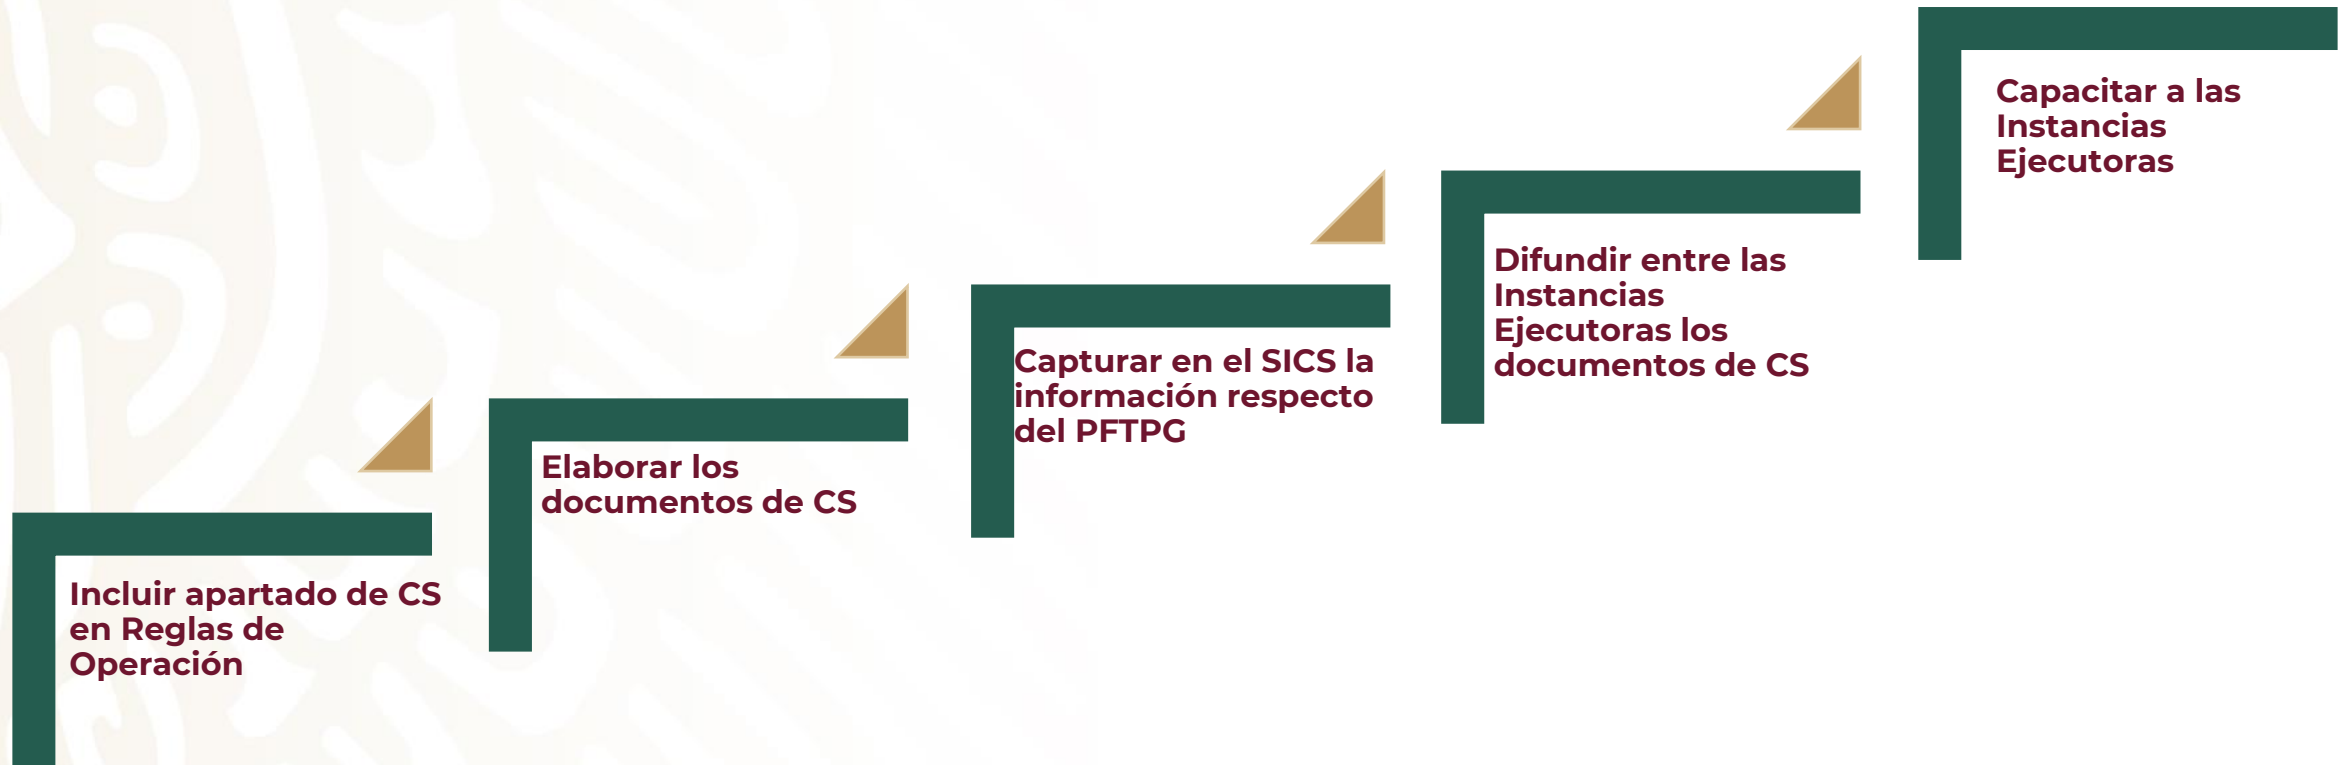 Incluir apartado de CS
en Reglas de
Operación
Elaborar los
documentos de CS
Capturar en el SICS la
información respecto
del PFTPG
Difundir entre las
Instancias
Ejecutoras los
documentos de CS
Capacitar a las
Instancias
Ejecutoras